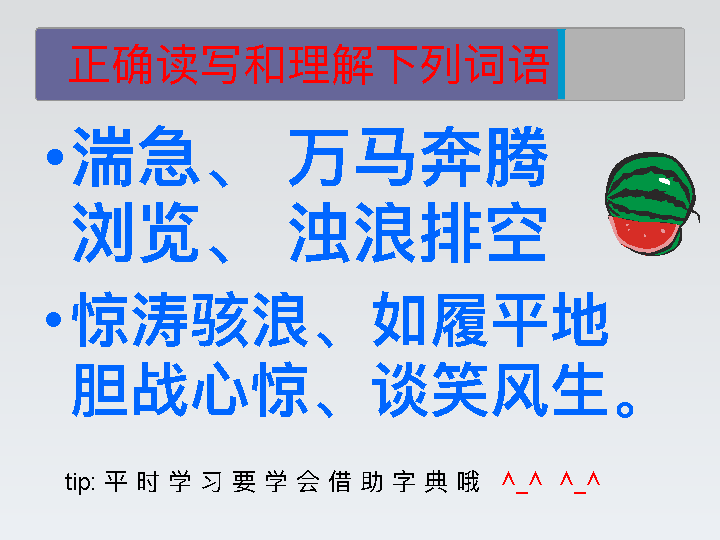 正确读写和理解下列词语
•湍急、 万马奔腾
浏览、 浊浪排空
•惊涛骇浪、如履平地
胆战心惊、谈笑风生。
tip: 平时学习要学会借助字典哦 ^_^ ^_^